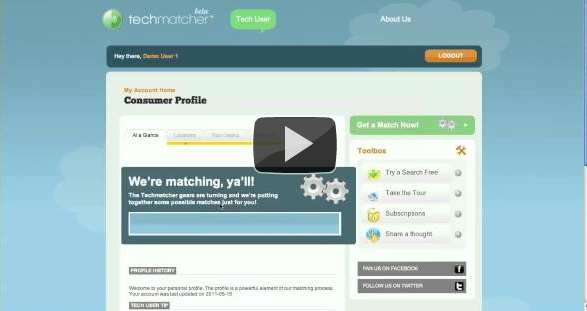 beta
techmatcher™
Tech User
About Us
Hey there, Demo User !
LOGOUT
My Account Home
Consumer Profile
At a Glance
Locations
Your Details
We're matching, ya'll!
The Techmatcher gears are turning and we're putting
together some possible matches just for you!
PROFILE HISTORY
Welcome to your personal profile. The profile is a powerful element of our matching process.
Your account was last updated on 2011-05-15
TECH USER TIP
Get a Match Now!
Toolbox
Try a Search Free
Take the Tour
Subscriptions
Share a thought
FAN US ON FACEBOOK
FOLLOW US ON TWITTER